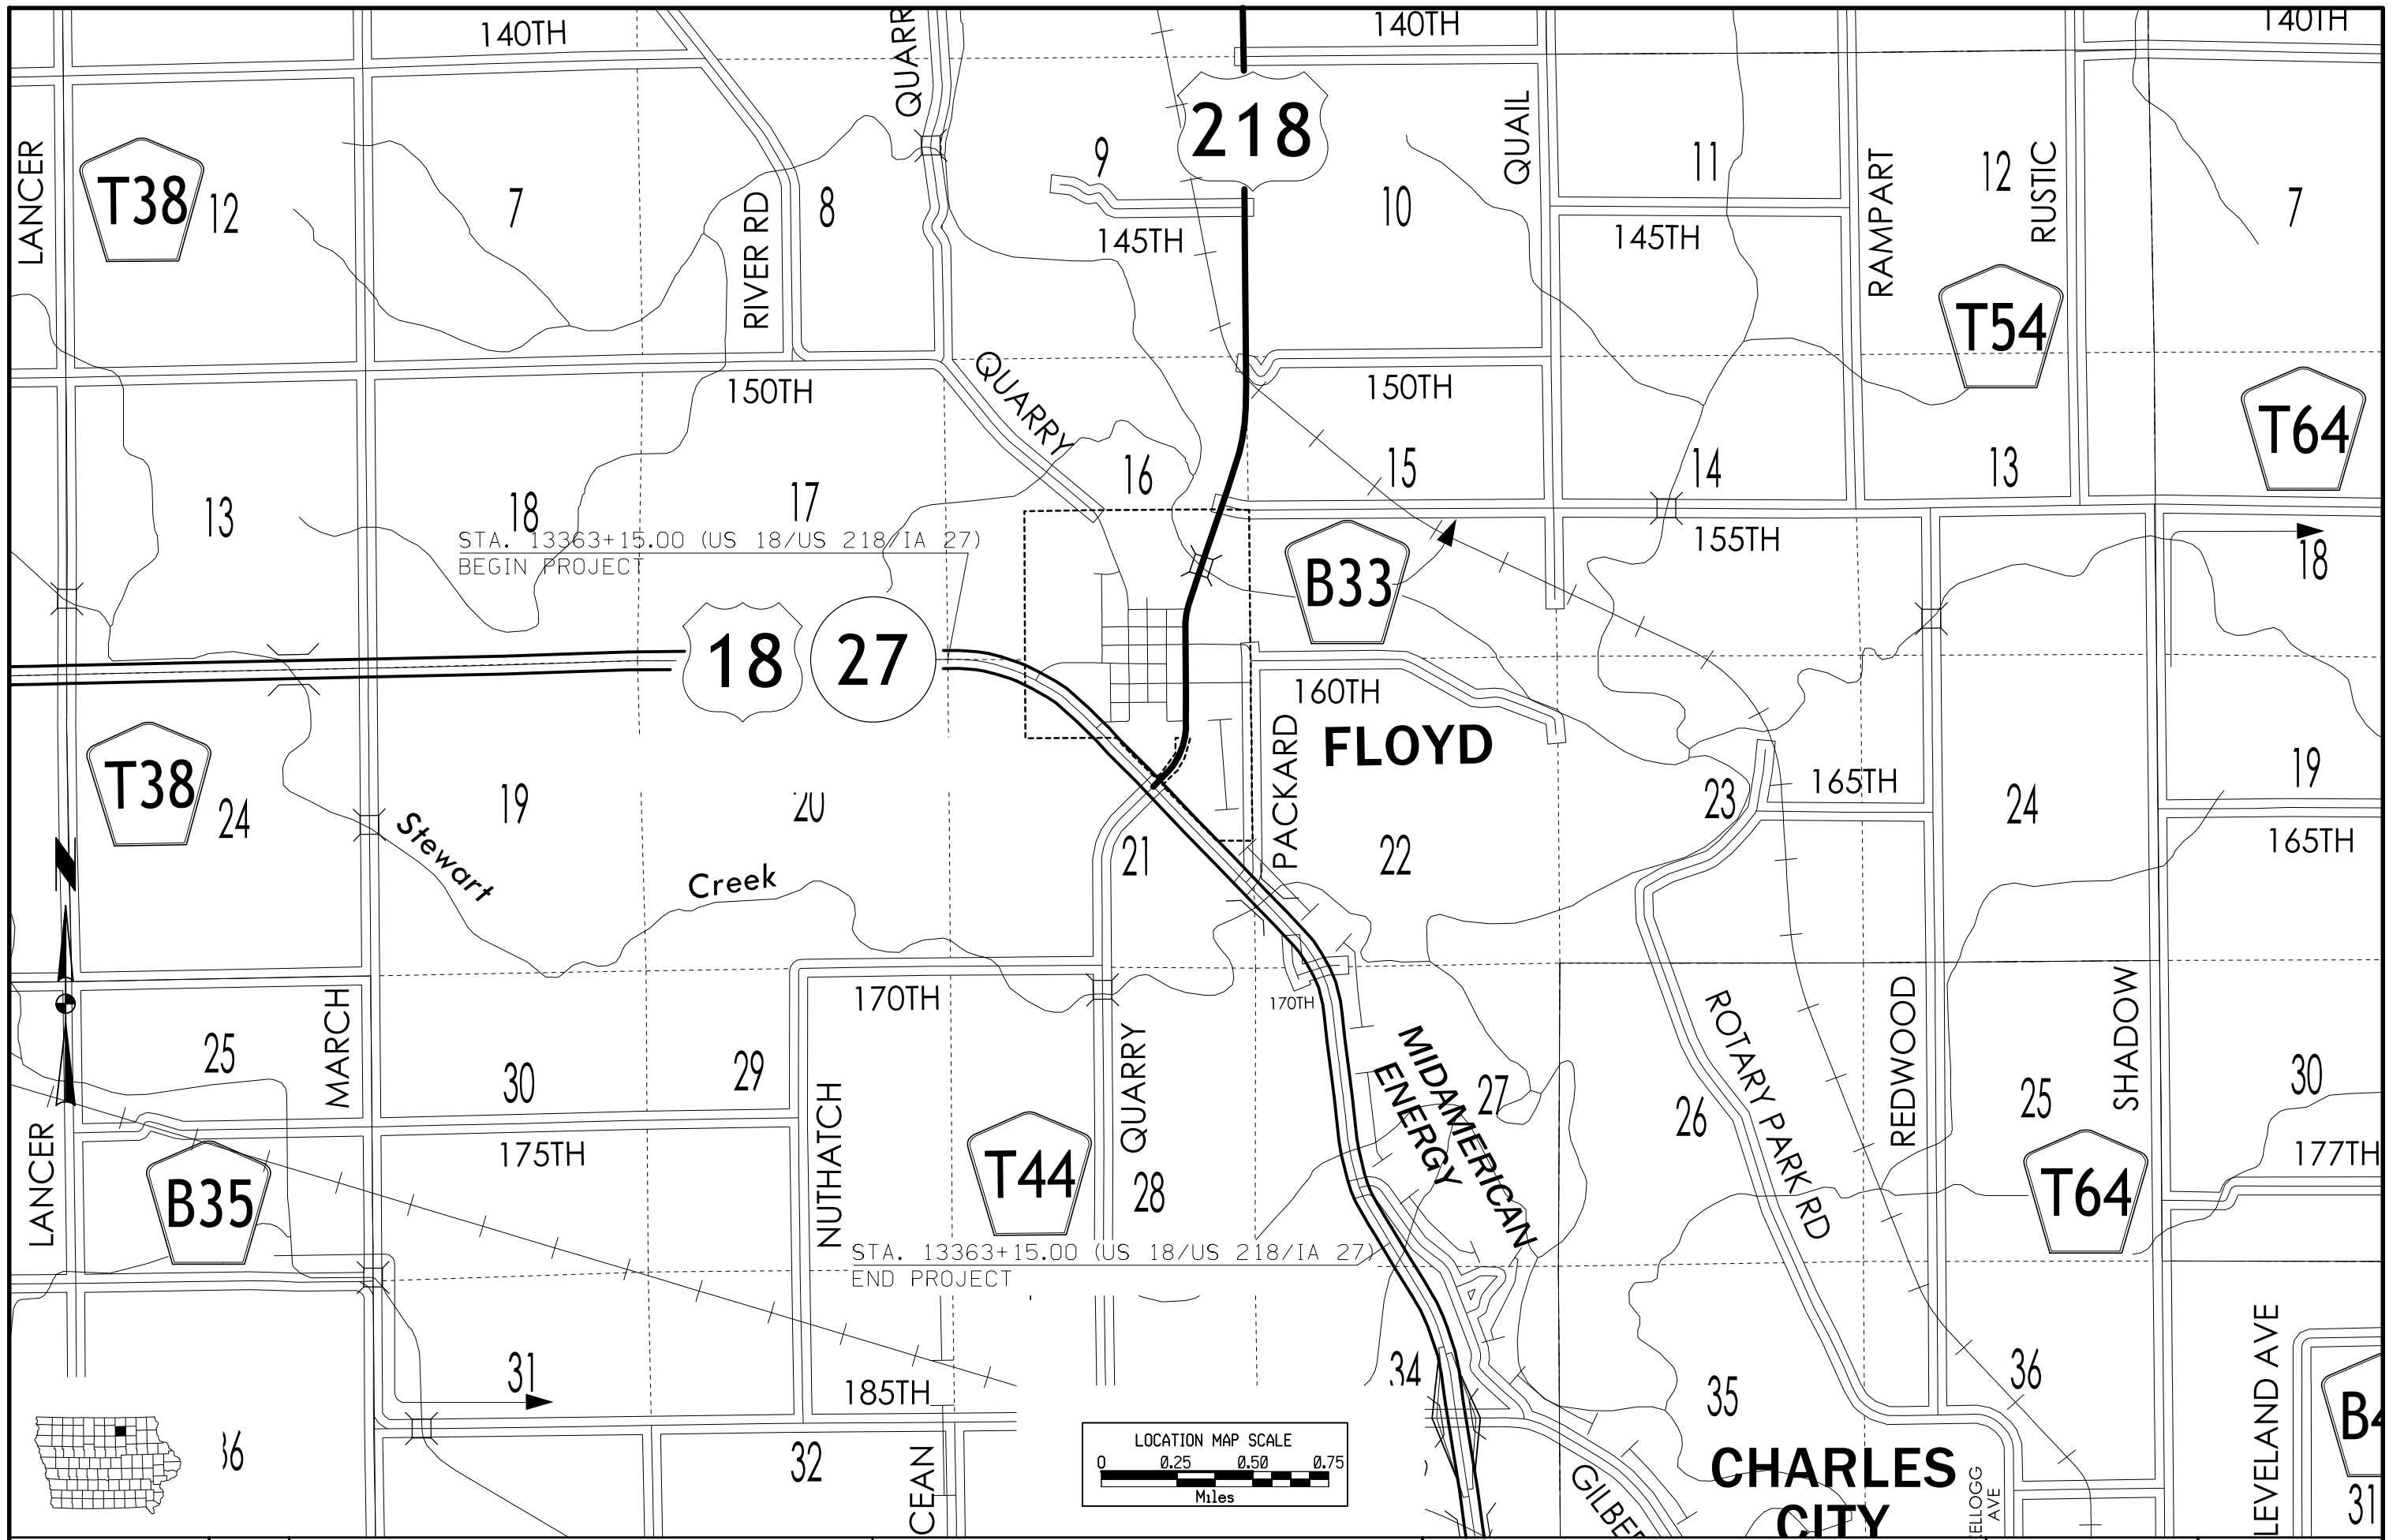 140TH
QUARR
140TH
140TH
218
LANCER
T38
12
7
RIVER RD
8
9
145TH
10
QUAIL
11
145TH
RAMPART
12
RUSTIC
7
T54
150TH
QUARRY
150TH
T64
13
18
17
16
15
14
13
STA. 13363+15.00 (US 18/US 218/IA 27)
BEGIN PROJECT
B33
155TH
18
18
27
160TH
FLOYD
PACKARD
T38
24
19
20
21
22
23
165TH
24
19
165TH
Stewart
Creek
N
170TH
170TH
25
MARCH
30
29
NUTHATCH
QUARRY
MIDAMERICAN
ENERGY
27
26
ROTARY PARK RD
REDWOOD
25
SHADOW
30
LANCER
B35
175TH
T44
28
T64
177TH
STA. 13363+15.00 (US 18/US 218/IA 27)
END PROJECT
31
185TH
34
35
36
LEVELAND AVE
B4
36
32
CEAN
LOCATION MAP SCALE
0 0.25 0.50 0.75
Miles
GILBER
CHARLES
CITY
ELLOGG
AVE
31